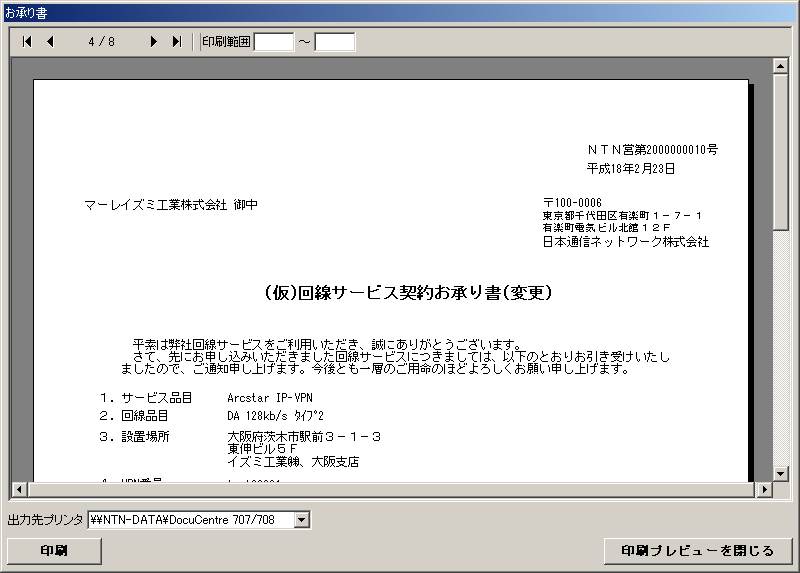 お承り書
4/8 印刷範囲 ～
ＮＴＮ営第2000000010号
平成18年2月23日
マーレイズミ工業株式会社 御中
〒100-0006
東京都千代田区有楽町１－７－１
有楽町電気ビル北館１２Ｆ
日本通信ネットワーク株式会社
(仮)回線サービス契約お承り書(変更)
平素は弊社回線サービスをご利用いただき、誠にありがとうございます。
さて、先にお申し込みいただきました回線サービスにつきましては、以下のとおりお引き受けいたし
ましたので、ご通知申し上げます。今後とも一層のご用命のほどよろしくお願い申し上げます。
１．サービス品目 Arcstar IP-VPN
２．回線品目 DA 128kb/s ﾀｲﾌﾟ2
３．設置場所 大阪府茨木市駅前３－１－３
東伸ビル５Ｆ
イズミ工業㈱、大阪支店
出力先プリンタ \\NTN-DATA\DocuCentre 707/708
印刷 印刷プレビューを閉じる